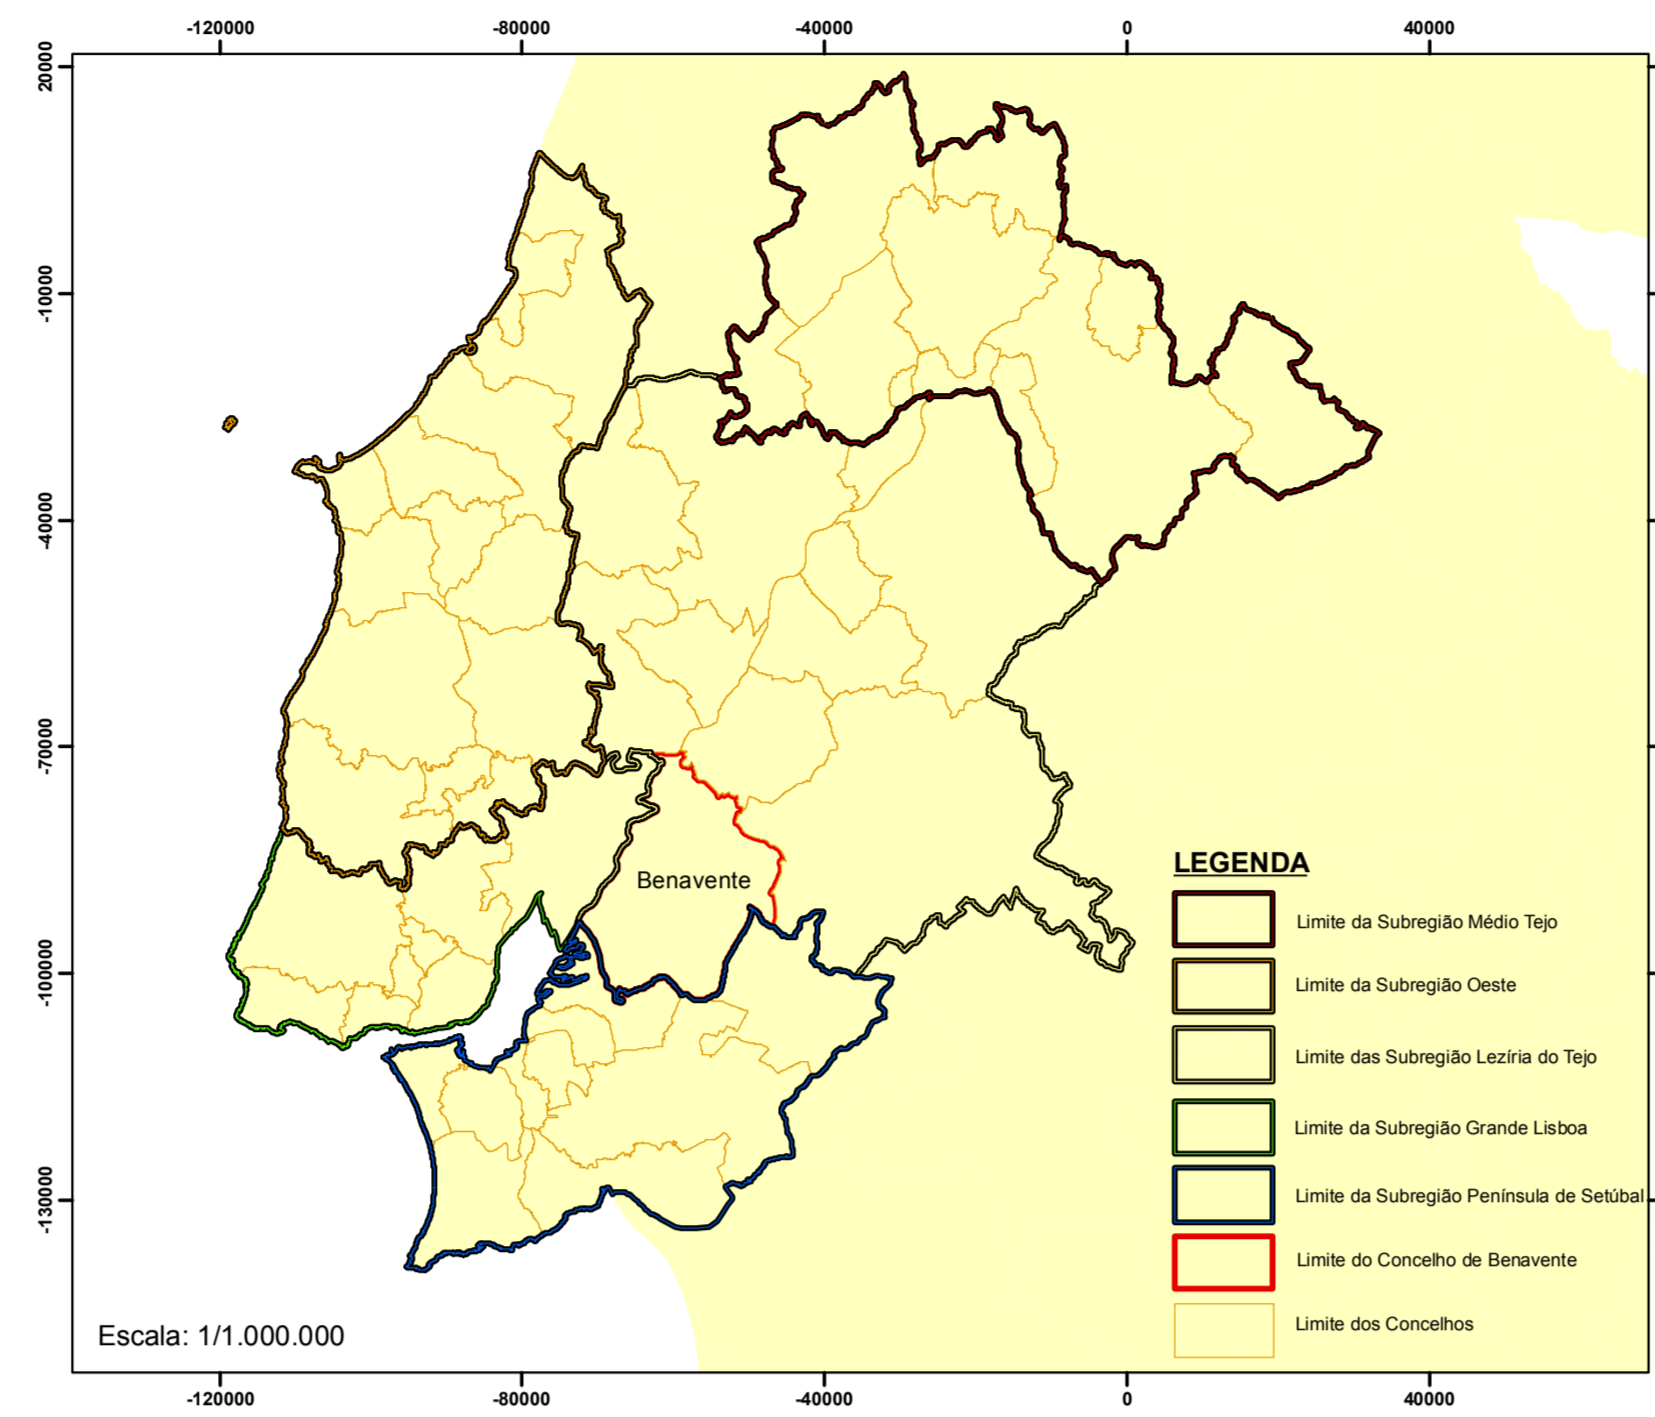 -120000 -80000 -40000 0 40000
20000
-10000
-40000
-70000
-100000
-130000
Benavente
LEGENDA
Limite da Subregião Médio Tejo
Limite da Subregião Oeste
Limite das Subregião Lezíria do Tejo
Limite da Subregião Grande Lisboa
Limite da Subregião Península de Setúbal
Limite do Concelho de Benavente
Limite dos Concelhos
Escala: 1/1.000.000
-120000 -80000 -40000 0 40000